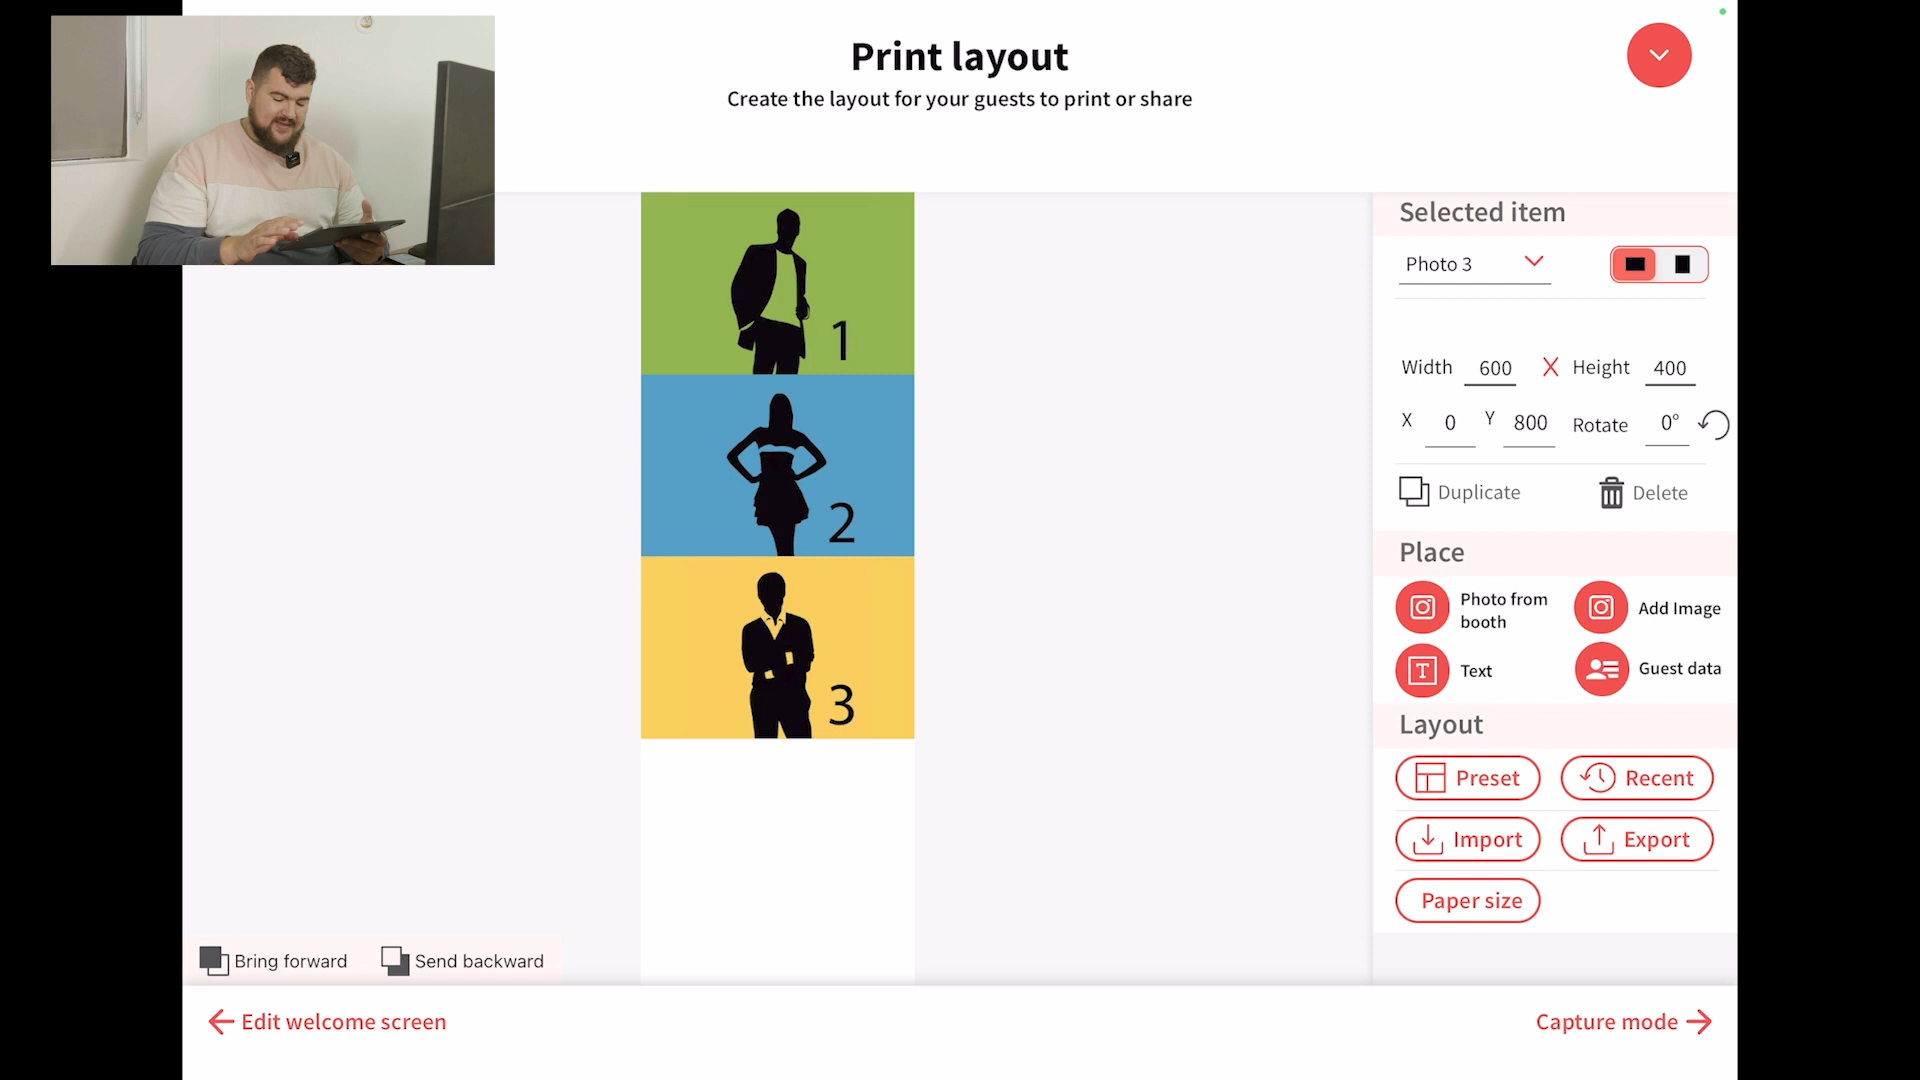 Print layout
Create the layout for your guests to print or share
1
2
3
Selected item
Photo 3
Width 600 X Height 400
X 0 Y 800 Rotate 0°
Duplicate Delete
Place
Photo from
booth
Add Image
Text
Guest data
Layout
Preset Recent
Import Export
Paper size
Bring forward Send backward
Edit welcome screen
Capture mode